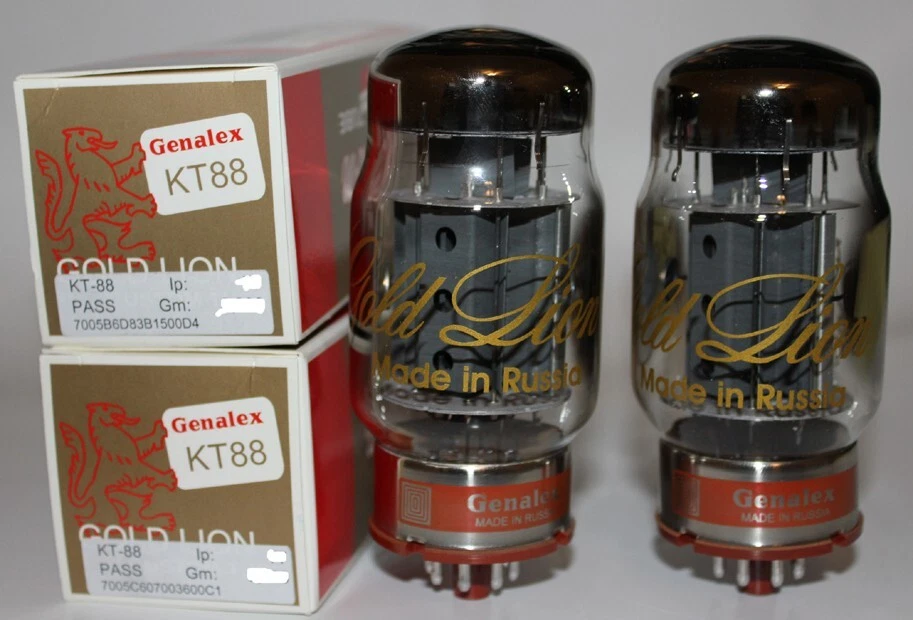 Genalex
KT88
GOLD LION
KT-88 Ip:
PASS Gm:
7005B6D83B1500D4
Genalex
KT88
GOLD LION
KT-88 Ip:
PASS Gm:
7005C607003600C1
Gold Lion
Made in Russia
Genalex
MADE IN RUSSIA
Gold Lion
Made in Russia
Genalex
MADE IN RUSSIA